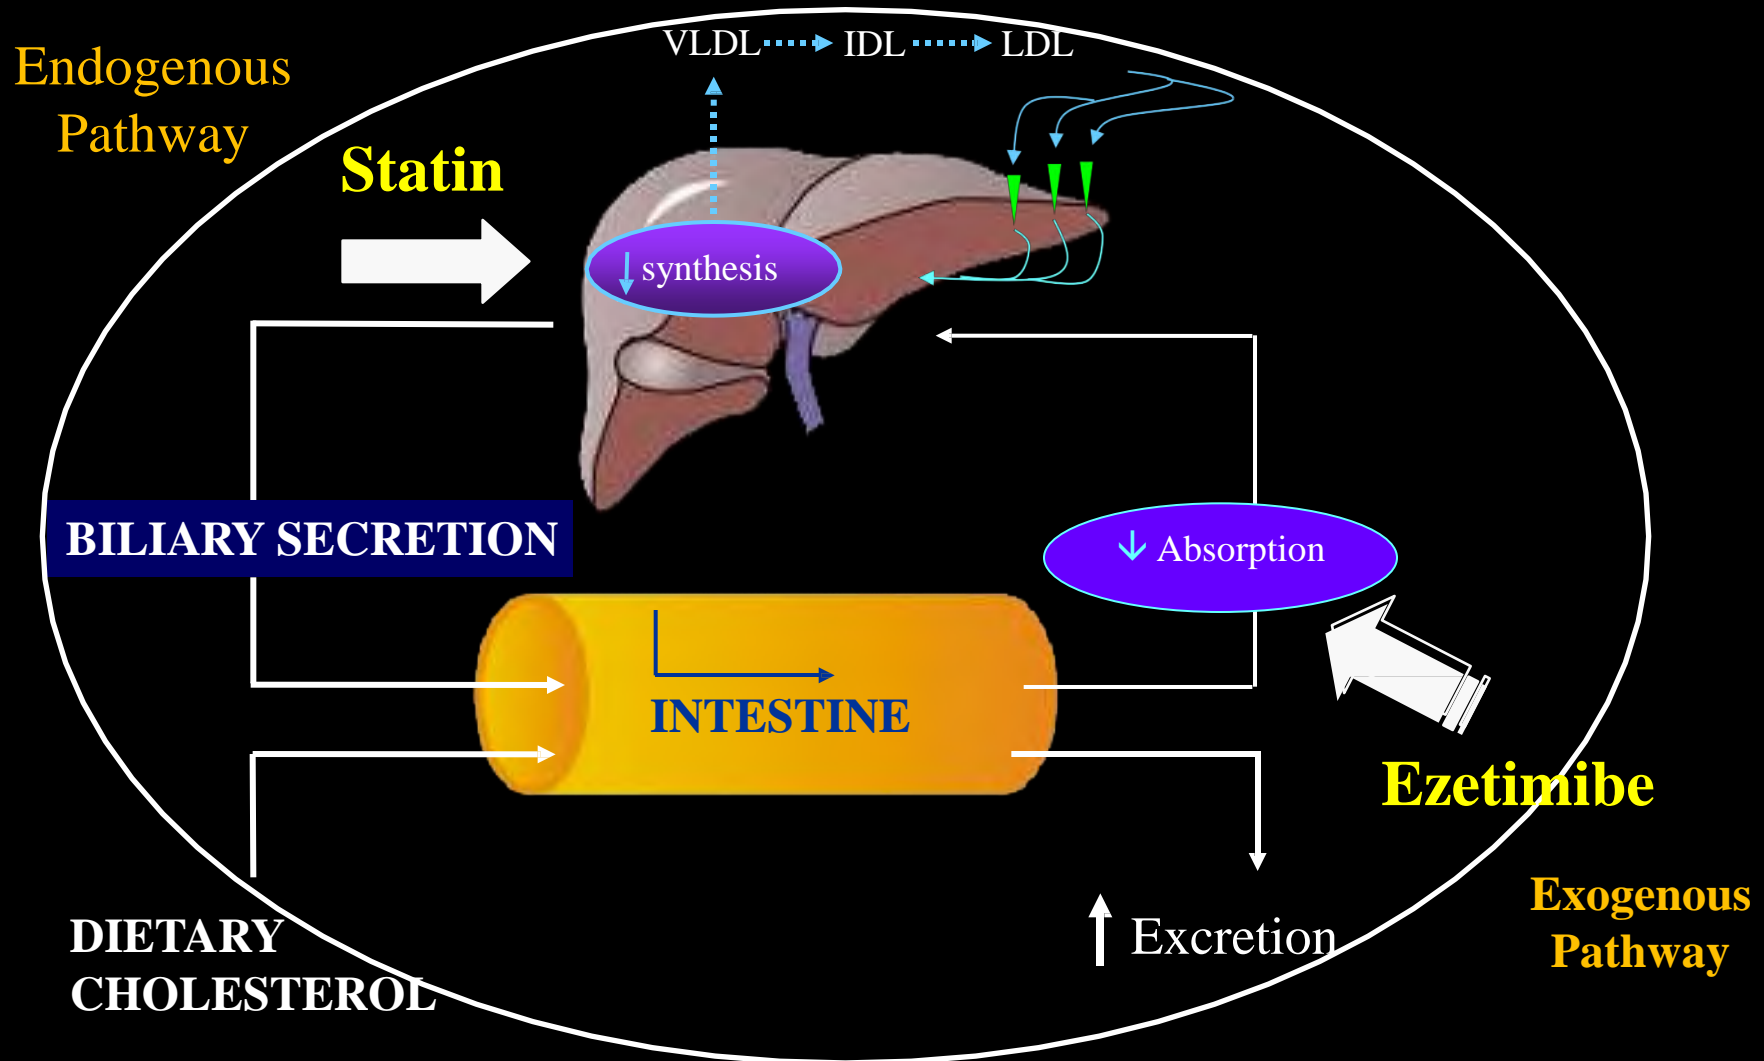 VLDL IDL LDL
Endogenous
Pathway
Statin
↓ synthesis
BILIARY SECRETION
↓ Absorption
INTESTINE
Ezetimibe
Exogenous
Pathway
DIETARY
CHOLESTEROL
↑ Excretion